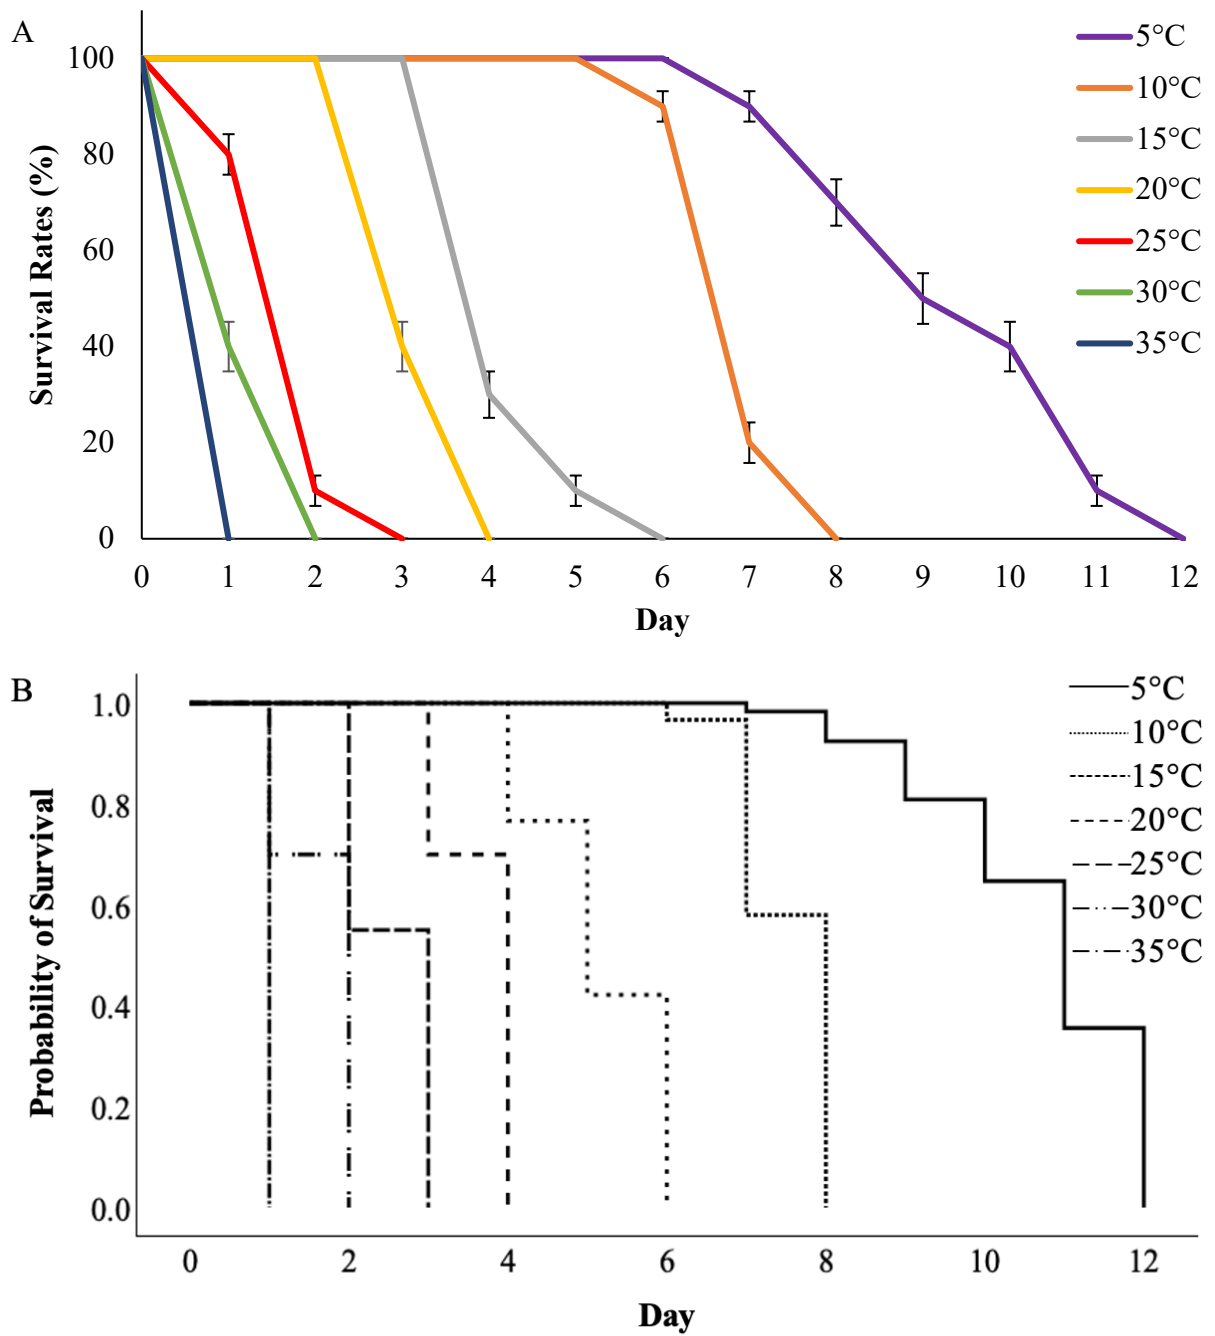 A
5°C
10°C
15°C
20°C
25°C
30°C
35°C
Survival Rates (%)
100
80
60
40
20
0
0 1 2 3 4 5 6 7 8 9 10 11 12
Day
B
5°C
10°C
15°C
20°C
25°C
30°C
35°C
Probability of Survival
1.0
0.8
0.6
0.4
0.2
0.0
0 2 4 6 8 10 12
Day